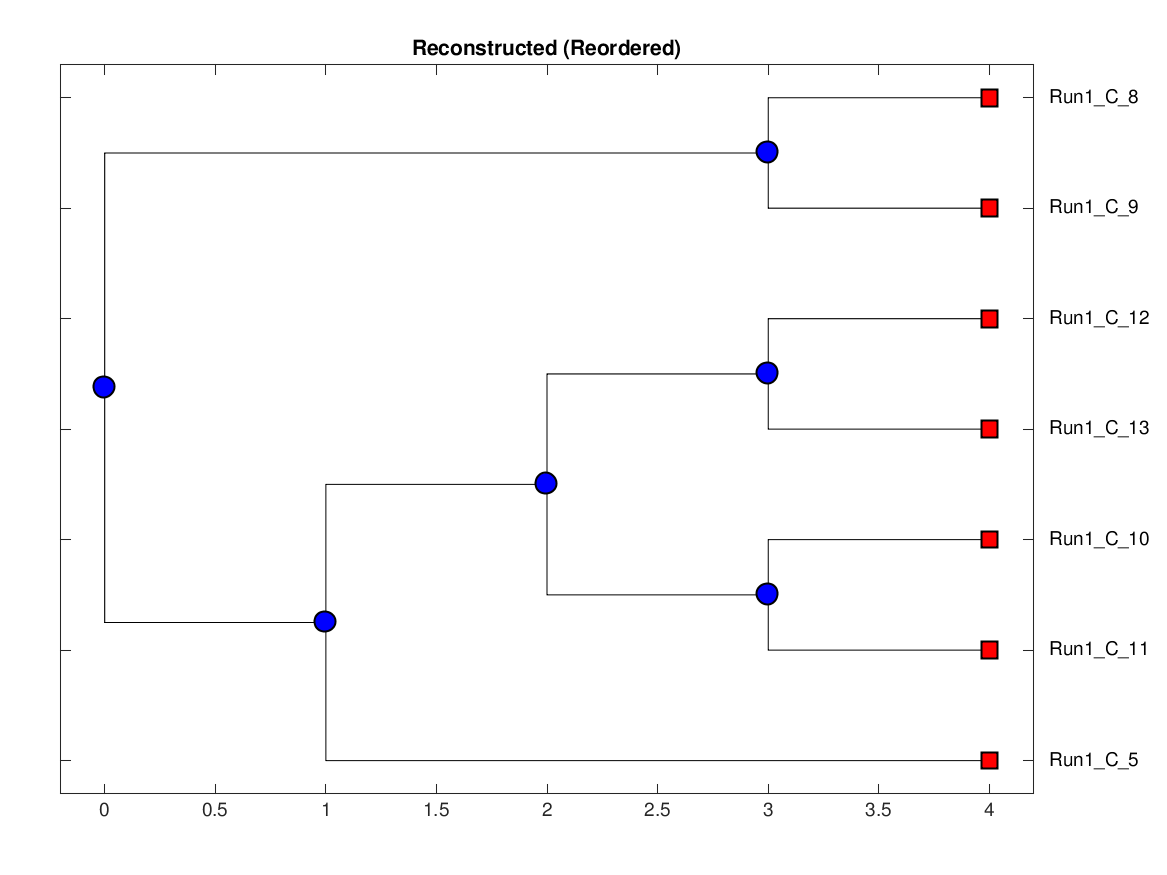 Reconstructed (Reordered)
Run1_C_8
Run1_C_9
Run1_C_12
Run1_C_13
Run1_C_10
Run1_C_11
Run1_C_5
0 0.5 1 1.5 2 2.5 3 3.5 4